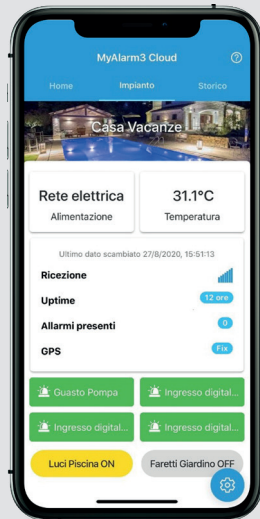 MyAlarm3 Cloud
Home Impianto Storico
Casa Vacanze
Rete elettrica
Alimentazione
31.1°C
Temperatura
Ultimo dato scambiato 27/8/2020, 15:51:13
Ricezione
Uptime 12 ore
Allarmi presenti 0
GPS Fix
Guasto Pompa Ingresso digital...
Ingresso digital... Ingresso digital...
Luci Piscina ON Faretti Giardino OFF